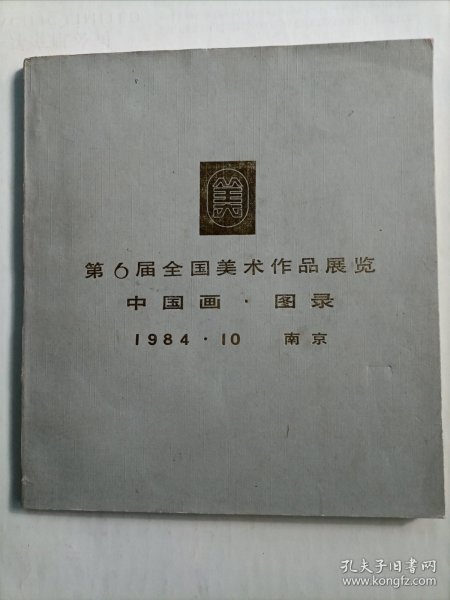 美
第6届全国美术作品展览
中国画·图录
1984·10 南京
孔夫子旧书网
www.kongfz.com